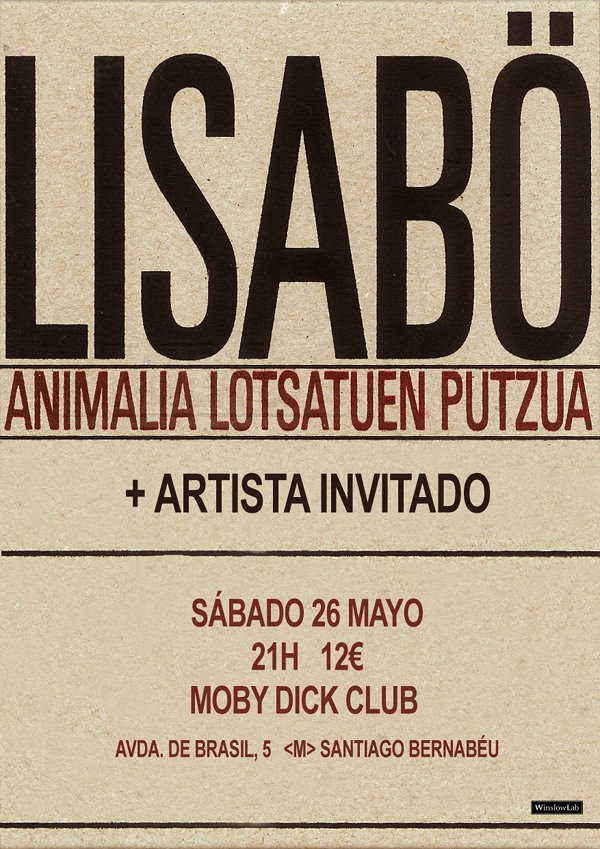 LISABÖ
ANIMALIA LOTSATUEN PUTZUA
+ ARTISTA INVITADO
SÁBADO 26 MAYO
21H 12€
MOBY DICK CLUB
AVDA. DE BRASIL, 5 <M> SANTIAGO BERNABÉU
WinslowLab